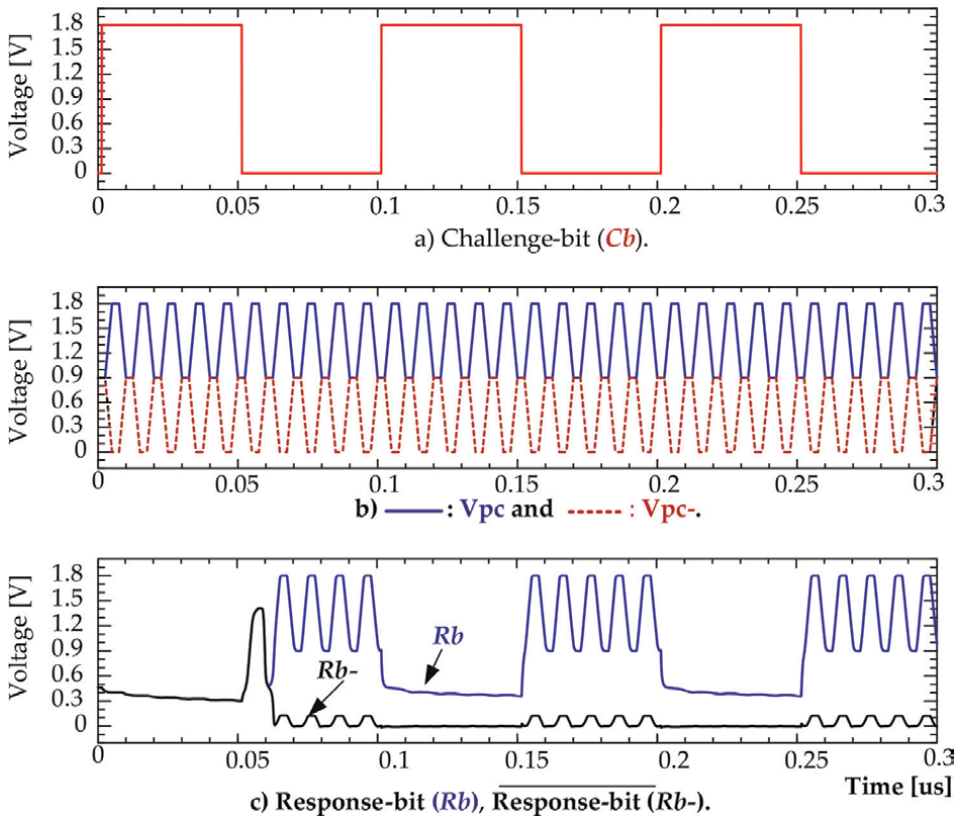 Voltage [V]
1.8
1.5
1.2
0.9
0.6
0.3
0
0 0.05 0.1 0.15 0.2 0.25 0.3
a) Challenge-bit (Cb).
Voltage [V]
1.8
1.5
1.2
0.9
0.6
0.3
0
0 0.05 0.1 0.15 0.2 0.25 0.3
b) : Vpc and : Vpc-.
Voltage [V]
1.8
1.5
1.2
0.9
0.6
0.3
0
Rb
Rb-
0 0.05 0.1 0.15 0.2 0.25 0.3
Time [us]
c) Response-bit (Rb), Response-bit (Rb-).